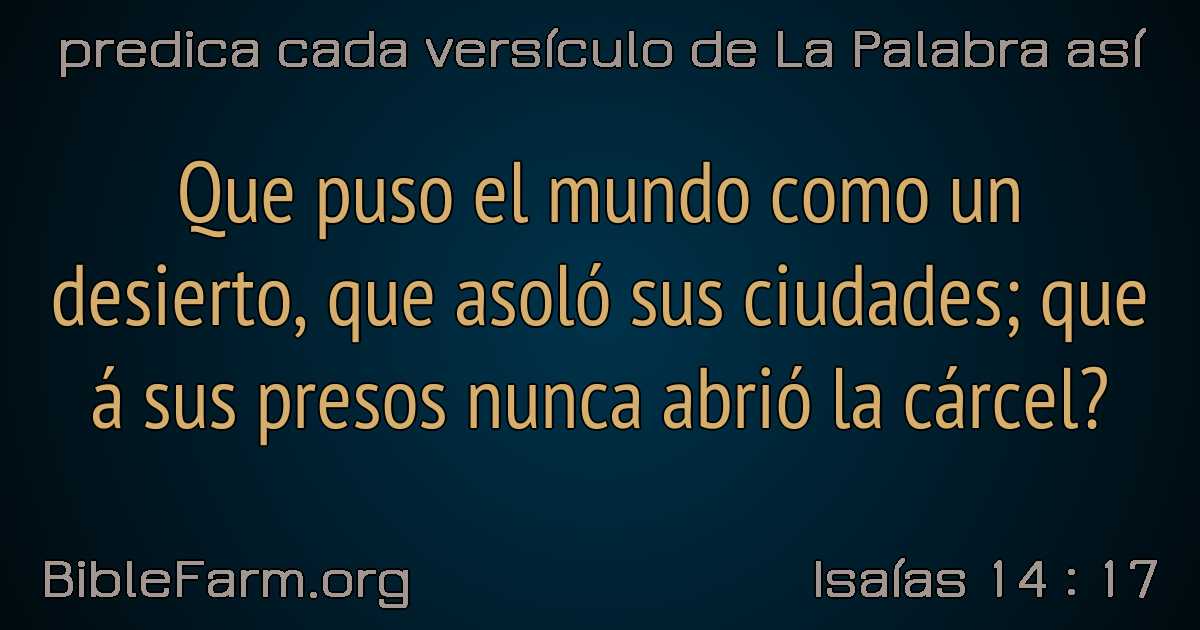 predica cada versículo de La Palabra así
Que puso el mundo como un
desierto, que asoló sus ciudades; que
á sus presos nunca abrió la cárcel?
BibleFarm.org
Isaías 14 : 17